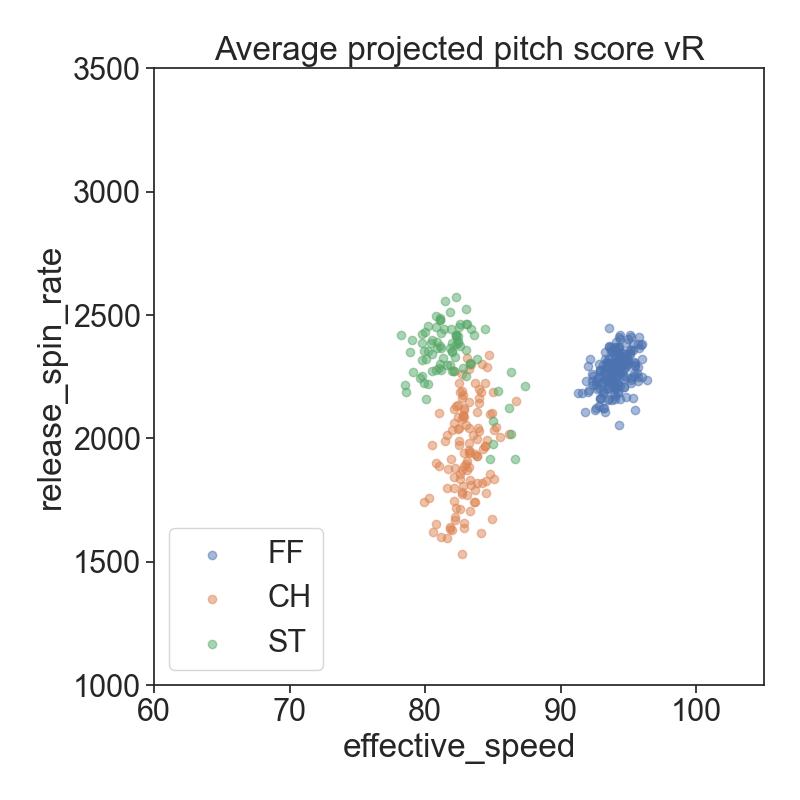 Average projected pitch score vR
release_spin_rate
3500
3000
2500
2000
1500
1000
FF
CH
ST
60 70 80 90 100
effective_speed